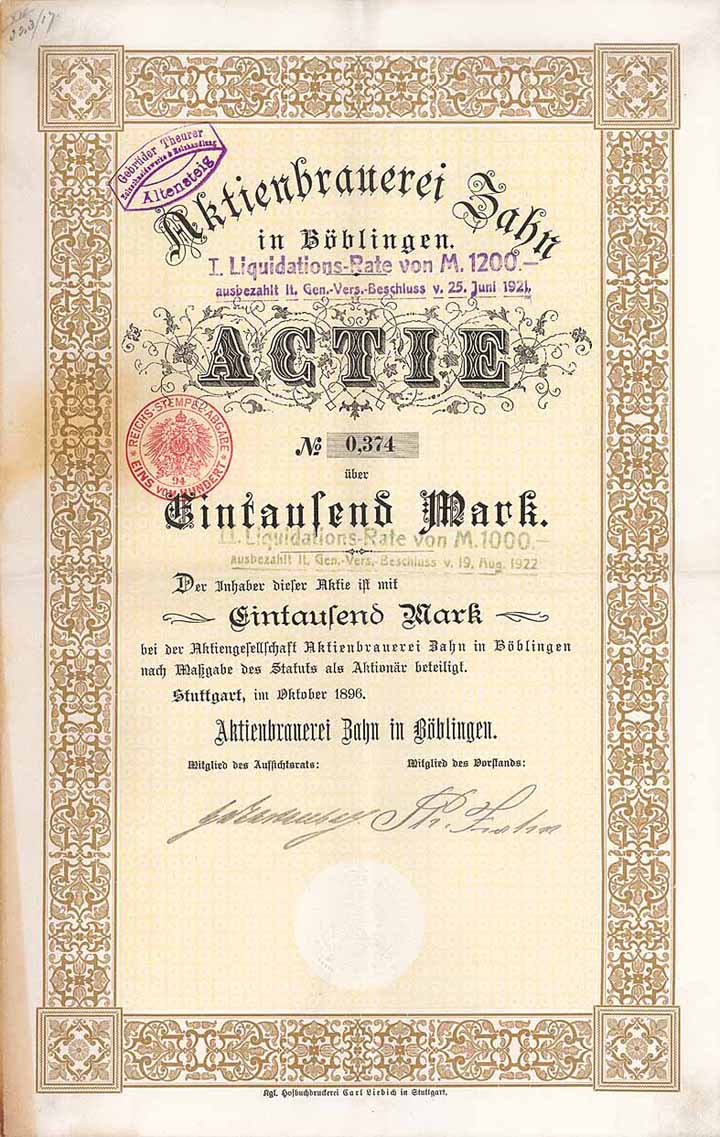 Gebrüder Theurer
Altensteig
Aktienbrauerei Zahn
in Böblingen.
I. Liquidations-Rate von M. 1200.—
ausbezahlt lt. Gen.-Vers.-Beschluss v. 25. Juni 1921.
ACTIE
REICHS-STEMPELABGABE
94
EINS VOM HUNDERT
№ 0,374
über
Eintauſend Mark.
II. Liquidations-Rate von M. 1000.—
ausbezahlt lt. Gen.-Vers.-Beschluss v. 19. Aug. 1922
Der Inhaber dieſer Aktie iſt mit
Eintauſend Mark
bei der Aktiengeſellſchaft Aktienbrauerei Zahn in Böblingen
nach Maßgabe des Statuts als Aktionär beteiligt.
Stuttgart, im Oktober 1896.
Aktienbrauerei Zahn in Böblingen.
Mitglied des Aufſichtsrats: Mitglied des Vorſtands:
Zahn
Kgl. Hofbuchdruckerei Carl Liebich in Stuttgart.